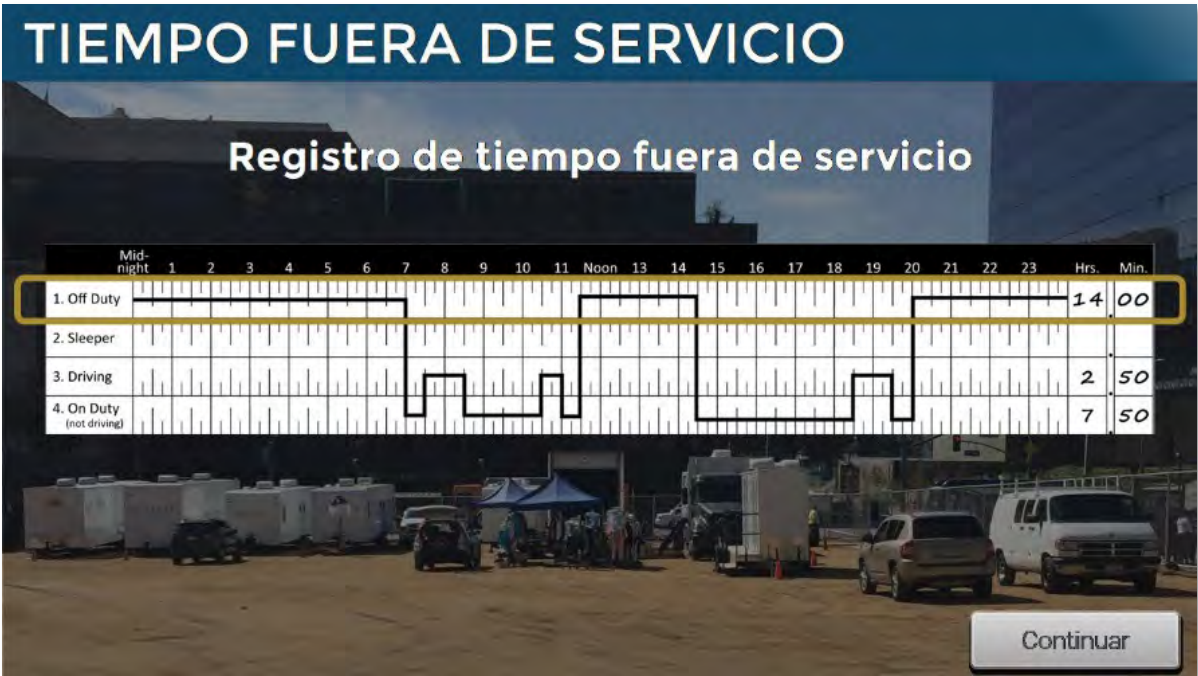 TIEMPO FUERA DE SERVICIO
Registro de tiempo fuera de servicio
Mid-
night 1 2 3 4 5 6 7 8 9 10 11 Noon 13 14 15 16 17 18 19 20 21 22 23 Hrs. Min.
1. Off Duty 14 . 00
2. Sleeper .
3. Driving 2 . 50
4. On Duty 7 . 50
(not driving)
Continuar